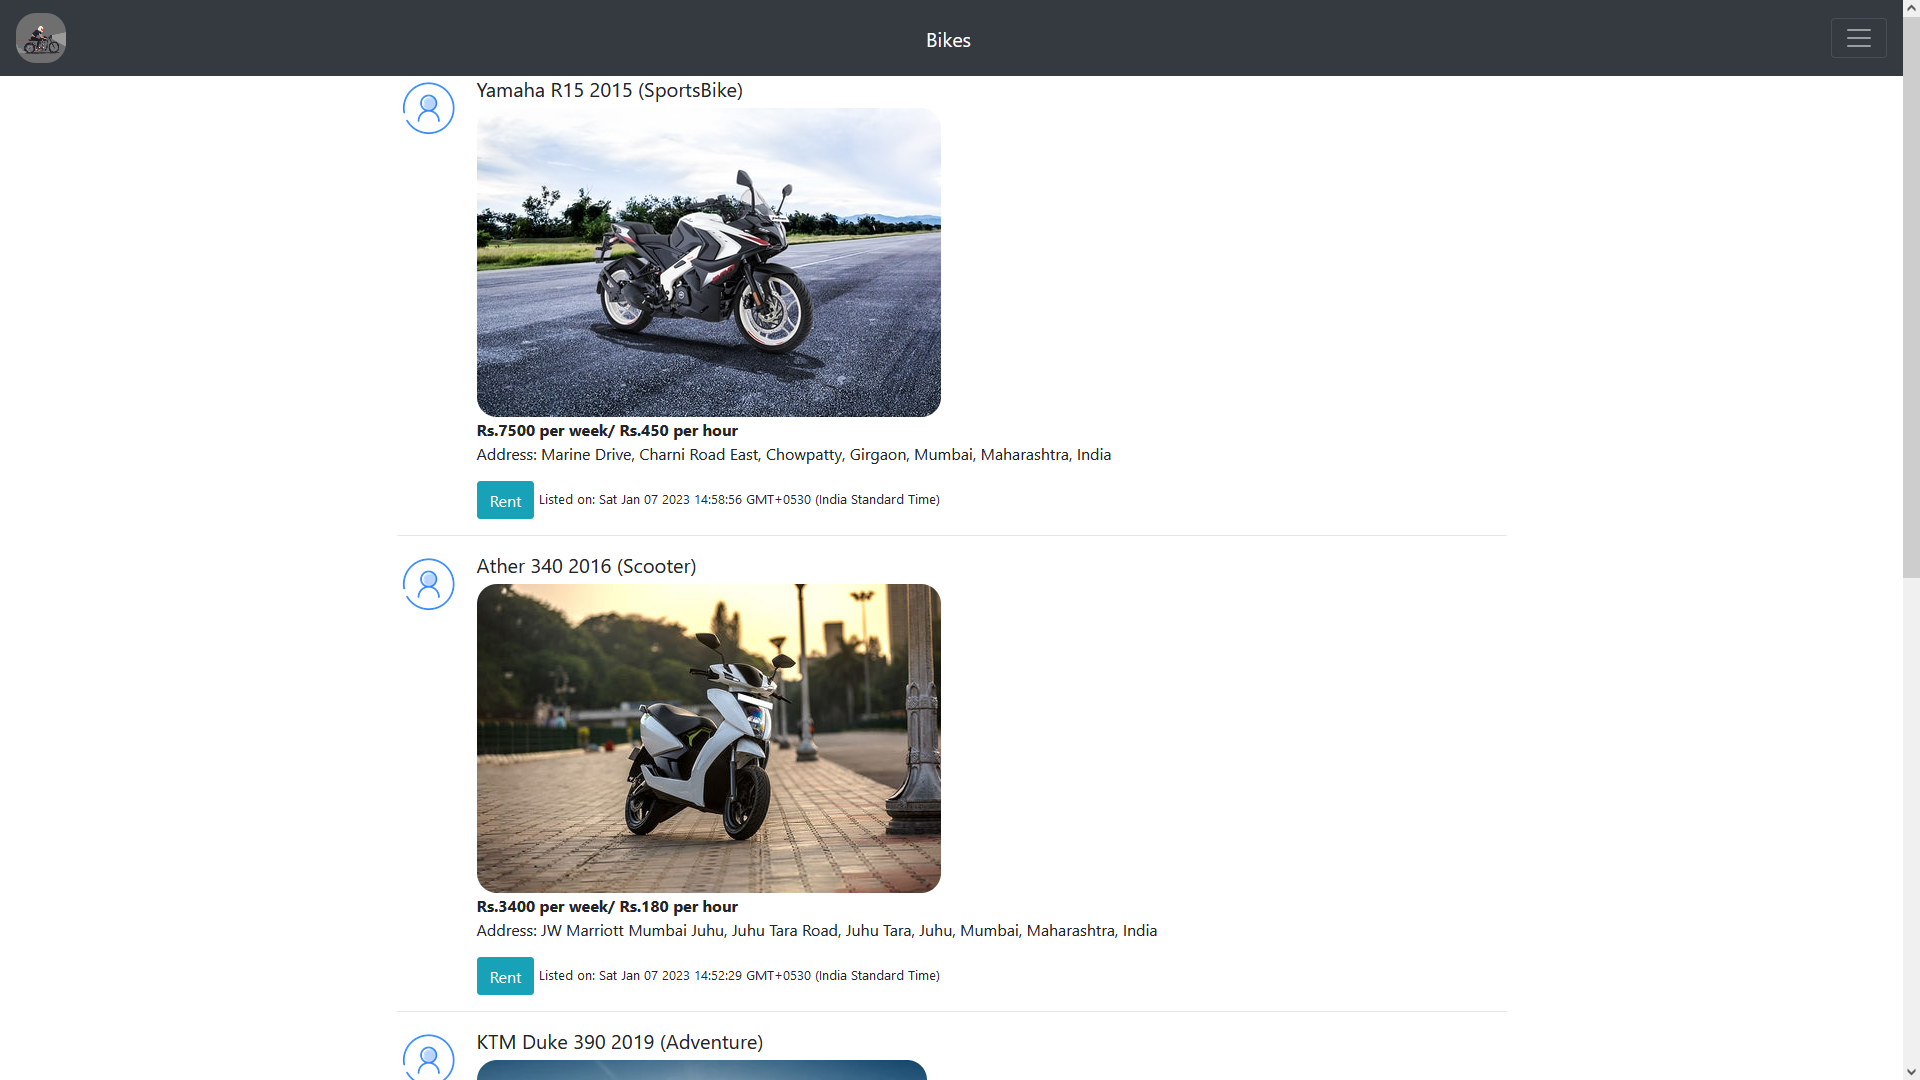 Bikes
Yamaha R15 2015 (SportsBike)
Rs.7500 per week/ Rs.450 per hour
Address: Marine Drive, Charni Road East, Chowpatty, Girgaon, Mumbai, Maharashtra, India
Rent Listed on: Sat Jan 07 2023 14:58:56 GMT+0530 (India Standard Time)
Ather 340 2016 (Scooter)
Rs.3400 per week/ Rs.180 per hour
Address: JW Marriott Mumbai Juhu, Juhu Tara Road, Juhu Tara, Juhu, Mumbai, Maharashtra, India
Rent Listed on: Sat Jan 07 2023 14:52:29 GMT+0530 (India Standard Time)
KTM Duke 390 2019 (Adventure)